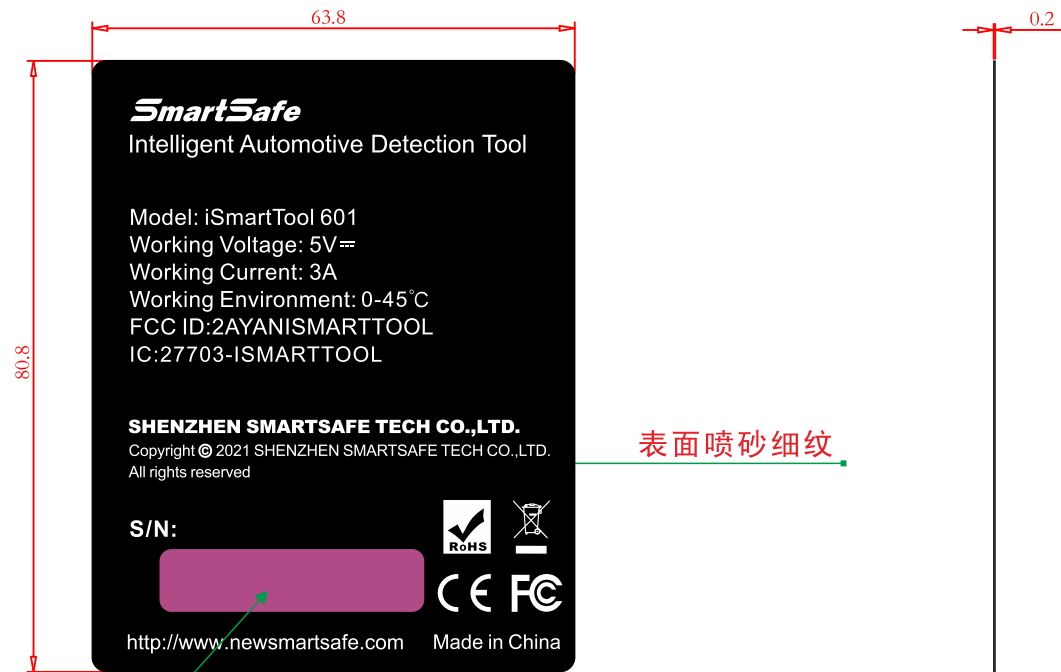 63.8
0.2
SmartSafe
Intelligent Automotive Detection Tool
Model: iSmartTool 601
Working Voltage: 5V⎓
Working Current: 3A
Working Environment: 0-45°C
FCC ID:2AYANISMARTTOOL
IC:27703-ISMARTTOOL
80.8
SHENZHEN SMARTSAFE TECH CO.,LTD.
Copyright © 2021 SHENZHEN SMARTSAFE TECH CO.,LTD.
All rights reserved
表面喷砂细纹
S/N:
RoHS
CE FC
http://www.newsmartsafe.com Made in China